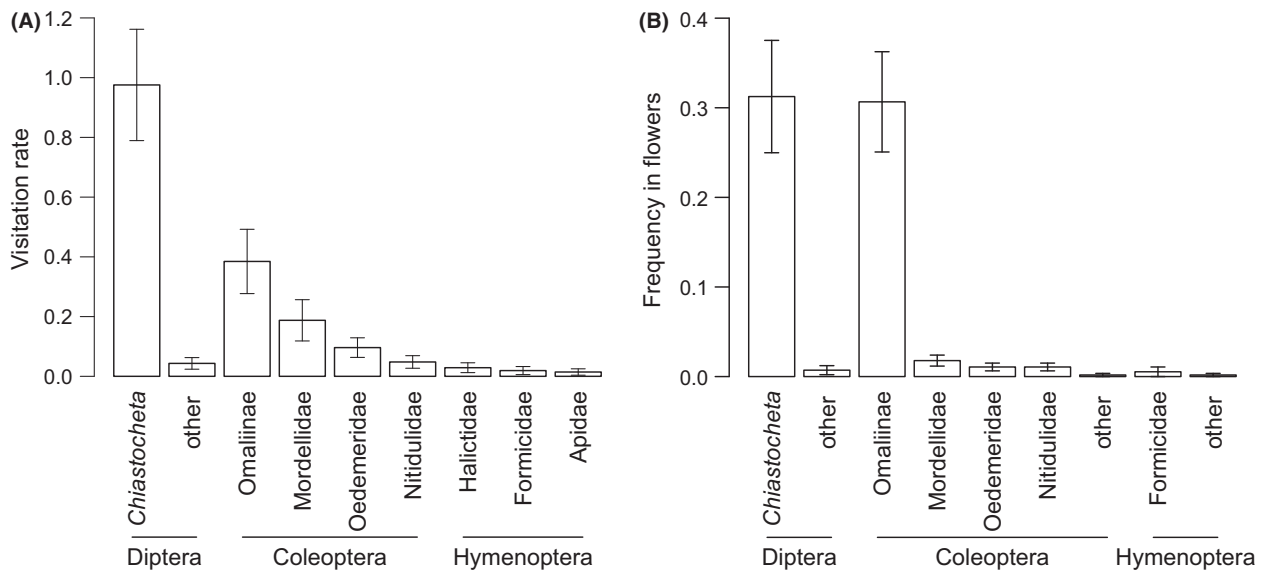 (A)
Visitation rate
1.2
1.0
0.8
0.6
0.4
0.2
0.0
Chiastocheta
other
Omaliinae
Mordellidae
Oedemeridae
Nitidulidae
Halictidae
Formicidae
Apidae
Diptera
Coleoptera
Hymenoptera
(B)
Frequency in flowers
0.4
0.3
0.2
0.1
0.0
Chiastocheta
other
Omaliinae
Mordellidae
Oedemeridae
Nitidulidae
other
Formicidae
other
Diptera
Coleoptera
Hymenoptera